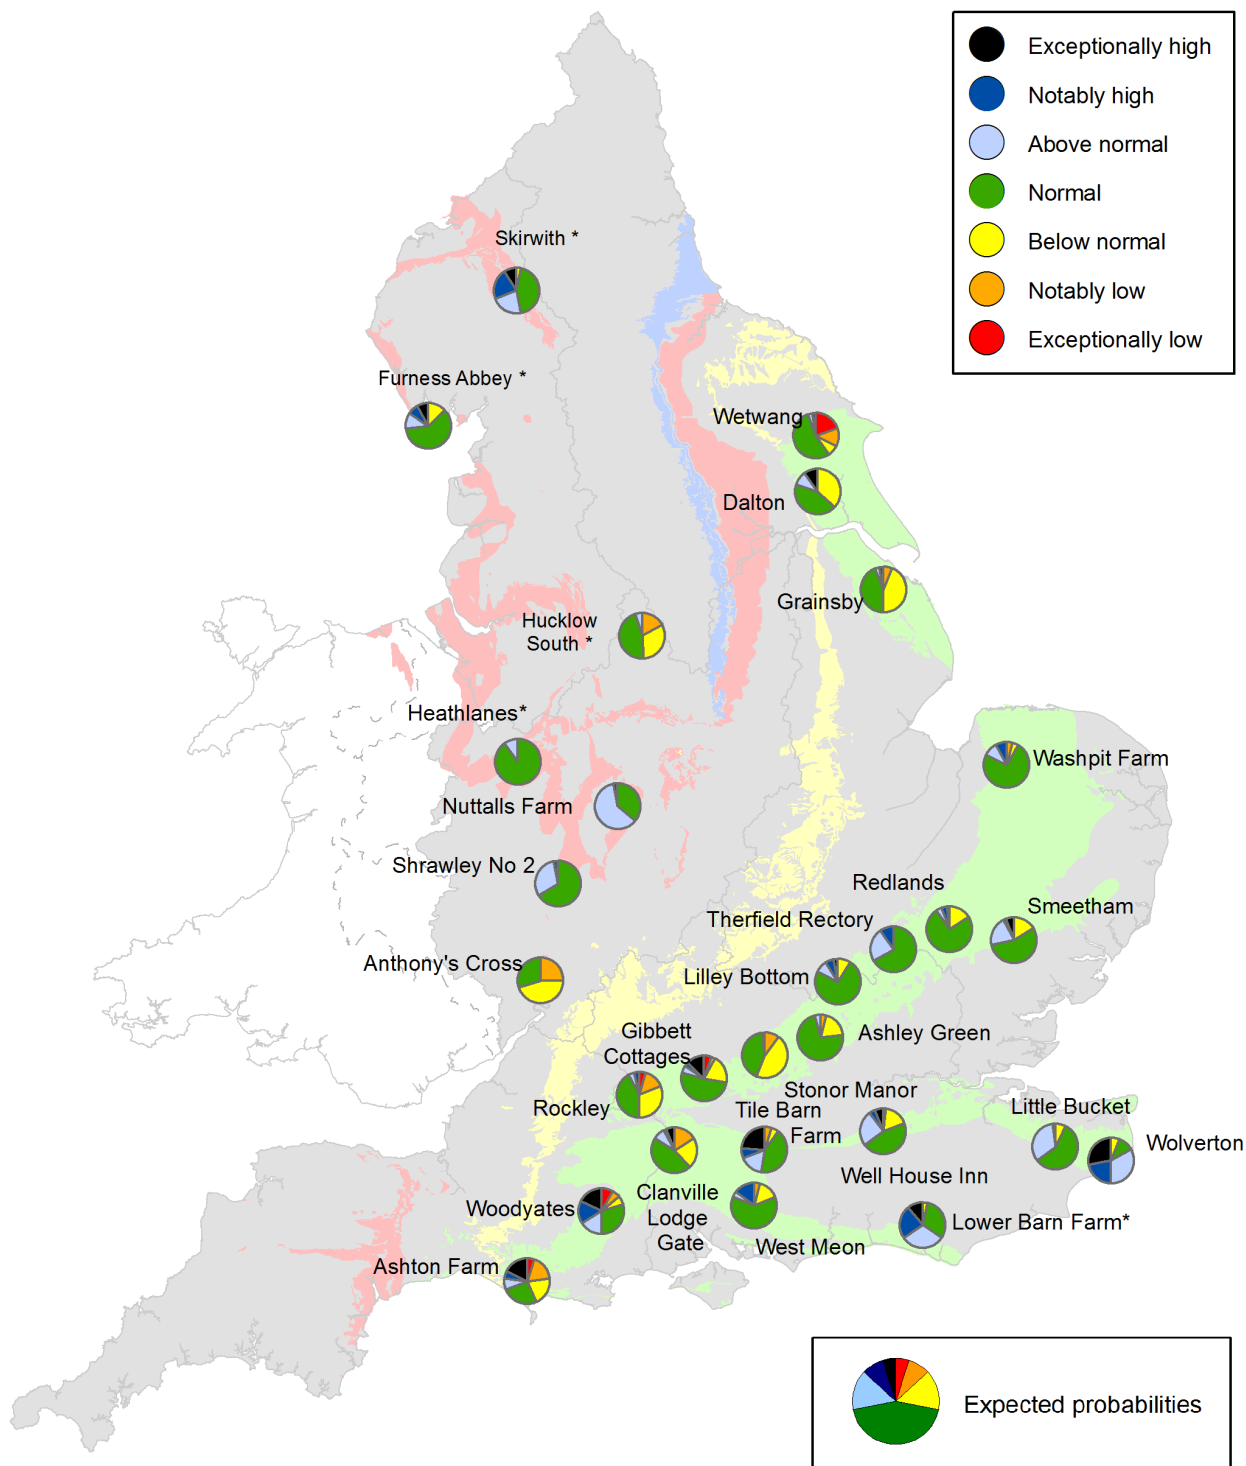 Exceptionally high
Notably high
Above normal
Normal
Below normal
Notably low
Exceptionally low
Skirwith *
Furness Abbey *
Wetwang
Dalton
Grainsby
Hucklow
South *
Heathlanes*
Washpit Farm
Nuttalls Farm
Shrawley No 2
Redlands
Smeetham
Therfield Rectory
Anthony's Cross
Lilley Bottom
Gibbett
Cottages
Ashley Green
Stonor Manor
Rockley
Tile Barn
Farm
Little Bucket
Wolverton
Well House Inn
Clanville
Lodge
Gate
Woodyates
Lower Barn Farm*
West Meon
Ashton Farm
Expected probabilities